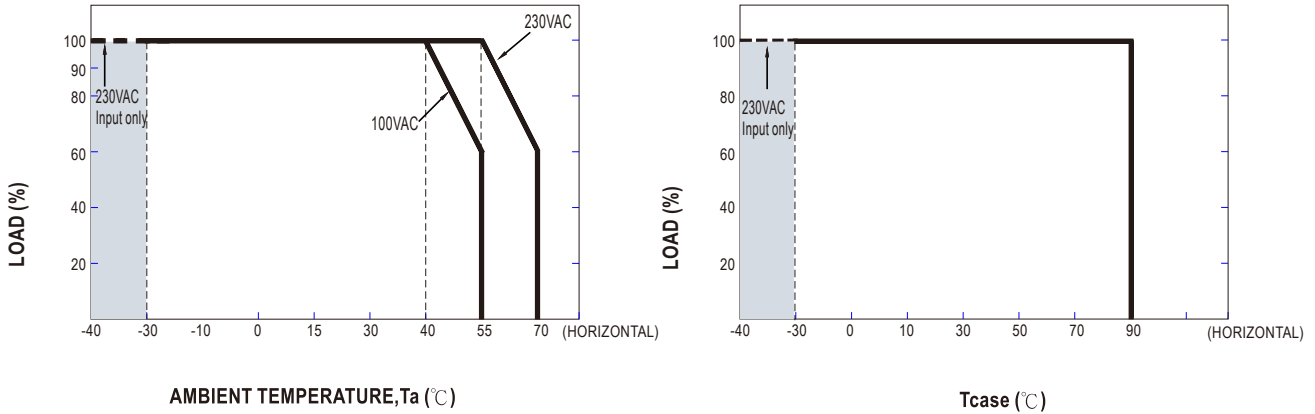 230VAC
100
90
80
60
40
20
230VAC
Input only
100VAC
LOAD (%)
-40 -30 -10 0 15 30 40 55 70 (HORIZONTAL)
AMBIENT TEMPERATURE,Ta (℃)
100
80
60
40
20
230VAC
Input only
LOAD (%)
-40 -30 0 10 30 50 70 90 (HORIZONTAL)
Tcase (℃)